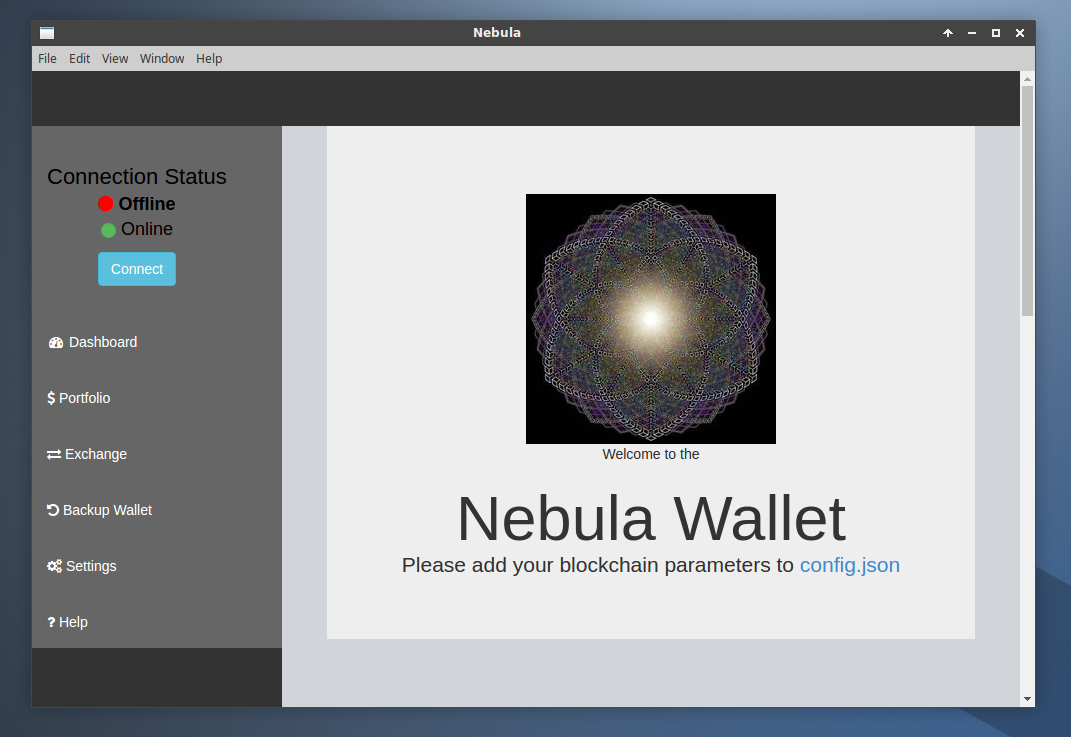 Nebula
File Edit View Window Help
Connection Status
Offline
Online
Connect
Dashboard
Portfolio
Exchange
Backup Wallet
Settings
Help
Welcome to the
Nebula Wallet
Please add your blockchain parameters to config.json